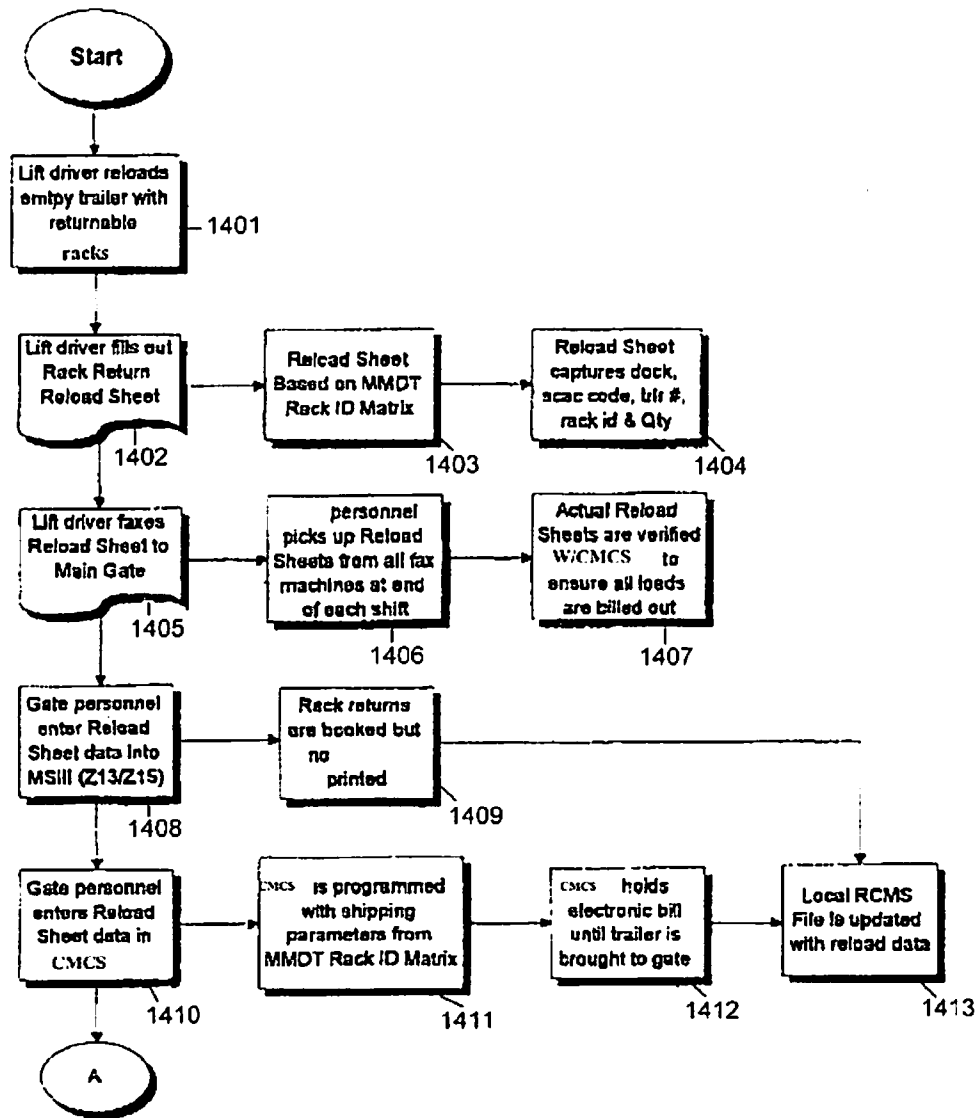 Start
Lift driver reloads
emtpy trailer with
returnable
racks
1401
Lift driver fills out
Rack Return
Reload Sheet
1402
Reload Sheet
Based on MMDT
Rack ID Matrix
1403
Reload Sheet
captures dock,
scac code, trlr #,
rack id & Qty
1404
Lift driver faxes
Reload Sheet to
Main Gate
1405
personnel
picks up Reload
Sheets from all fax
machines at end
of each shift
1406
Actual Reload
Sheets are verified
W/CMCS to
ensure all loads
are billed out
1407
Gate personnel
enter Reload
Sheet data into
MSIII (Z13/Z15)
1408
Rack returns
are booked but
no
printed
1409
Gate personnel
enters Reload
Sheet data in
CMCS
1410
CMCS is programmed
with shipping
parameters from
MMDT Rack ID Matrix
1411
CMCS holds
electronic bill
until trailer is
brought to gate
1412
Local RCMS
File is updated
with reload data
1413
A